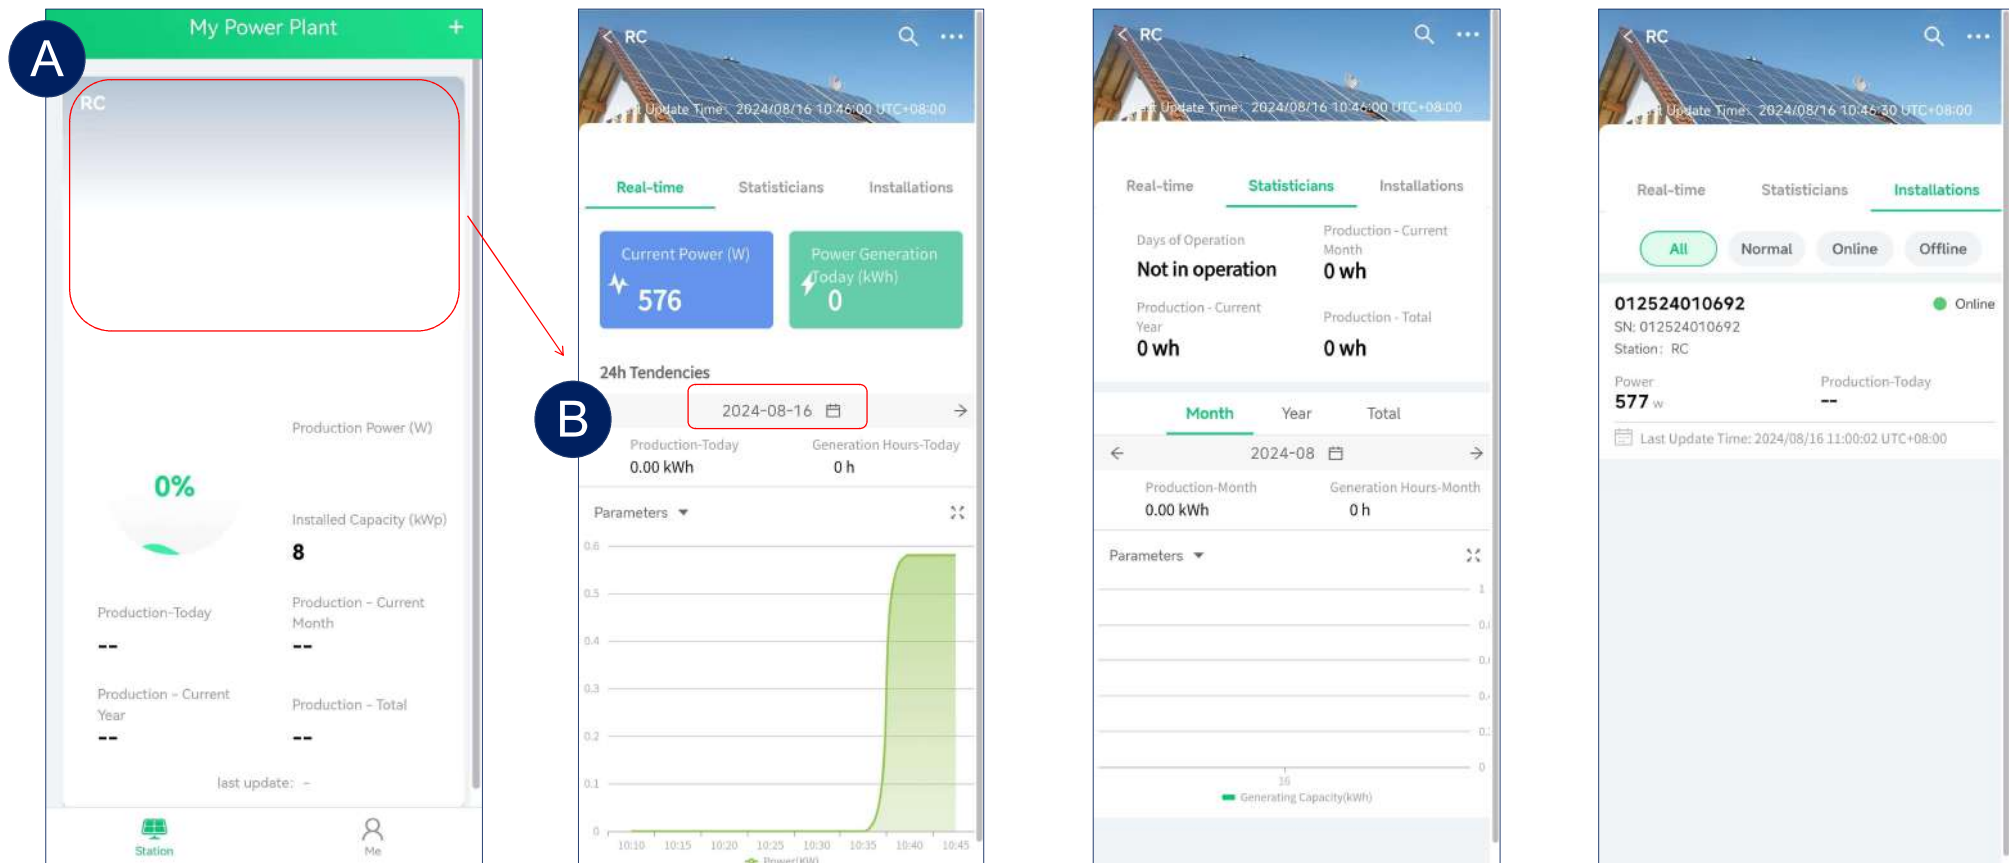 A
My Power Plant
+
RC
Production Power (W)
0%
Installed Capacity (kWp)
8
Production-Today
--
Production - Current
Month
--
Production - Current
Year
--
Production - Total
--
last update: -
Station
Me
B
RC
Update Time: 2024/08/16 10:46:00 UTC+08:00
Real-time
Statisticians
Installations
Current Power (W)
576
Power Generation
Today (kWh)
0
24h Tendencies
2024-08-16
Production-Today
0.00 kWh
Generation Hours-Today
0 h
Parameters
0.6
0.5
0.4
0.3
0.2
0.1
0
10:10 10:15 10:20 10:25 10:30 10:35 10:40 10:45
Power(KW)
RC
Update Time: 2024/08/16 10:46:00 UTC+08:00
Real-time
Statisticians
Installations
Days of Operation
Not in operation
Production - Current
Month
0 wh
Production - Current
Year
0 wh
Production - Total
0 wh
Month
Year
Total
2024-08
Production-Month
0.00 kWh
Generation Hours-Month
0 h
Parameters
1
0
16
Generating Capacity(kWh)
RC
Update Time: 2024/08/16 10:46:30 UTC+08:00
Real-time
Statisticians
Installations
All
Normal
Online
Offline
012524010692
Online
SN: 012524010692
Station: RC
Power
577 w
Production-Today
--
Last Update Time: 2024/08/16 11:00:02 UTC+08:00